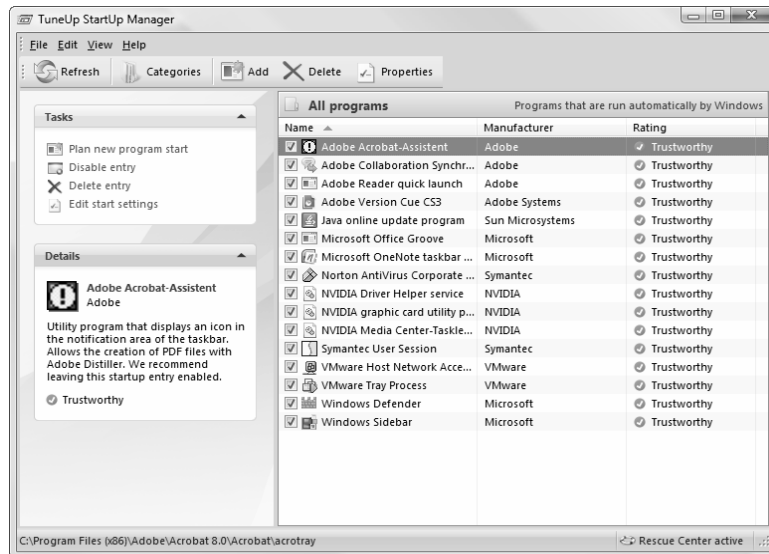 TuneUp StartUp Manager
File Edit View Help
Refresh Categories Add Delete Properties
Tasks
Plan new program start
Disable entry
Delete entry
Edit start settings
Details
Adobe Acrobat-Assistent
Adobe
Utility program that displays an icon in
the notification area of the taskbar.
Allows the creation of PDF files with
Adobe Distiller. We recommend
leaving this startup entry enabled.
Trustworthy
All programs Programs that are run automatically by Windows
Name Manufacturer Rating
Adobe Acrobat-Assistent Adobe Trustworthy
Adobe Collaboration Synchr... Adobe Trustworthy
Adobe Reader quick launch Adobe Trustworthy
Adobe Version Cue CS3 Adobe Systems Trustworthy
Java online update program Sun Microsystems Trustworthy
Microsoft Office Groove Microsoft Trustworthy
Microsoft OneNote taskbar ... Microsoft Trustworthy
Norton AntiVirus Corporate ... Symantec Trustworthy
NVIDIA Driver Helper service NVIDIA Trustworthy
NVIDIA graphic card utility p... NVIDIA Trustworthy
NVIDIA Media Center-Taskle... NVIDIA Trustworthy
Symantec User Session Symantec Trustworthy
VMware Host Network Acce... VMware Trustworthy
VMware Tray Process VMware Trustworthy
Windows Defender Microsoft Trustworthy
Windows Sidebar Microsoft Trustworthy
C:\Program Files (x86)\Adobe\Acrobat 8.0\Acrobat\acrotray Rescue Center active